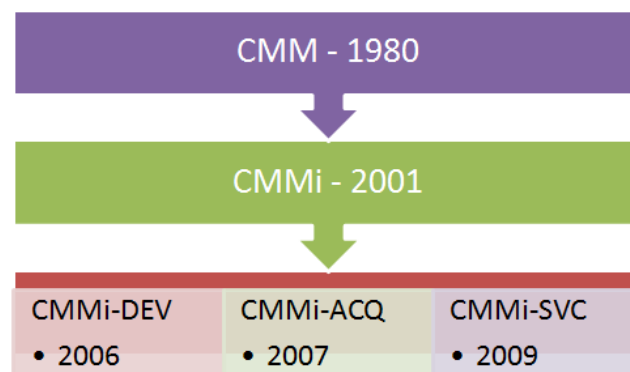 CMM - 1980
CMMi - 2001
CMMi-DEV
• 2006
CMMi-ACQ
• 2007
CMMi-SVC
• 2009